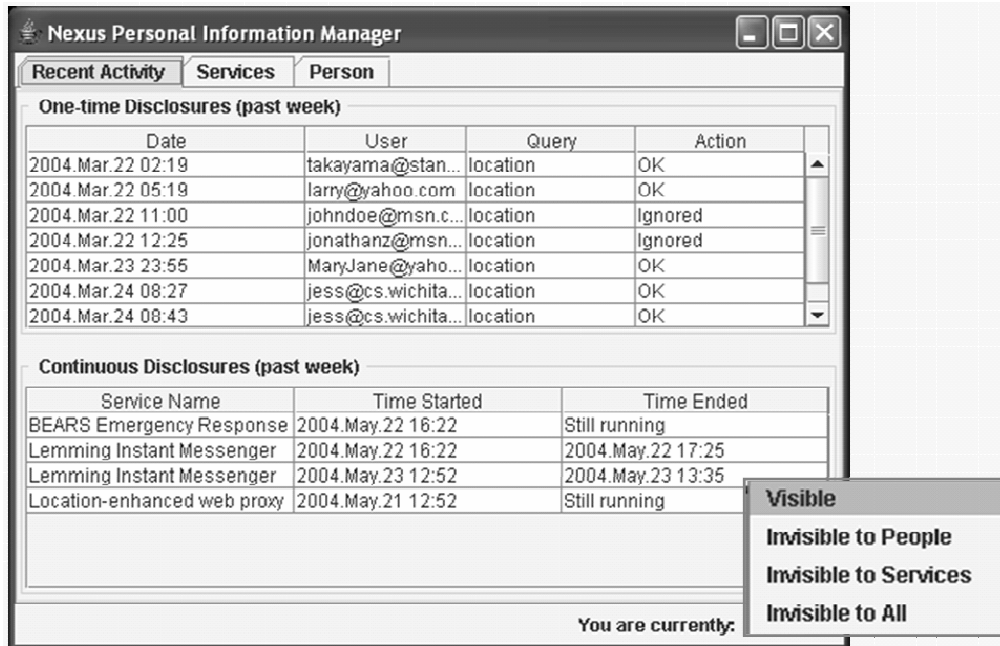 Nexus Personal Information Manager
Recent Activity Services Person
One-time Disclosures (past week)
Date User Query Action
2004.Mar.22 02:19 takayama@stan... location OK
2004.Mar.22 05:19 larry@yahoo.com location OK
2004.Mar.22 11:00 johndoe@msn.c... location Ignored
2004.Mar.22 12:25 jonathanz@msn... location Ignored
2004.Mar.23 23:55 MaryJane@yaho... location OK
2004.Mar.24 08:27 jess@cs.wichita... location OK
2004.Mar.24 08:43 jess@cs.wichita... location OK
Continuous Disclosures (past week)
Service Name Time Started Time Ended
BEARS Emergency Response 2004.May.22 16:22 Still running
Lemming Instant Messenger 2004.May.22 16:22 2004.May.22 17:25
Lemming Instant Messenger 2004.May.23 12:52 2004.May.23 13:35
Location-enhanced web proxy 2004.May.21 12:52 Still running
Visible
Invisible to People
Invisible to Services
Invisible to All
You are currently: